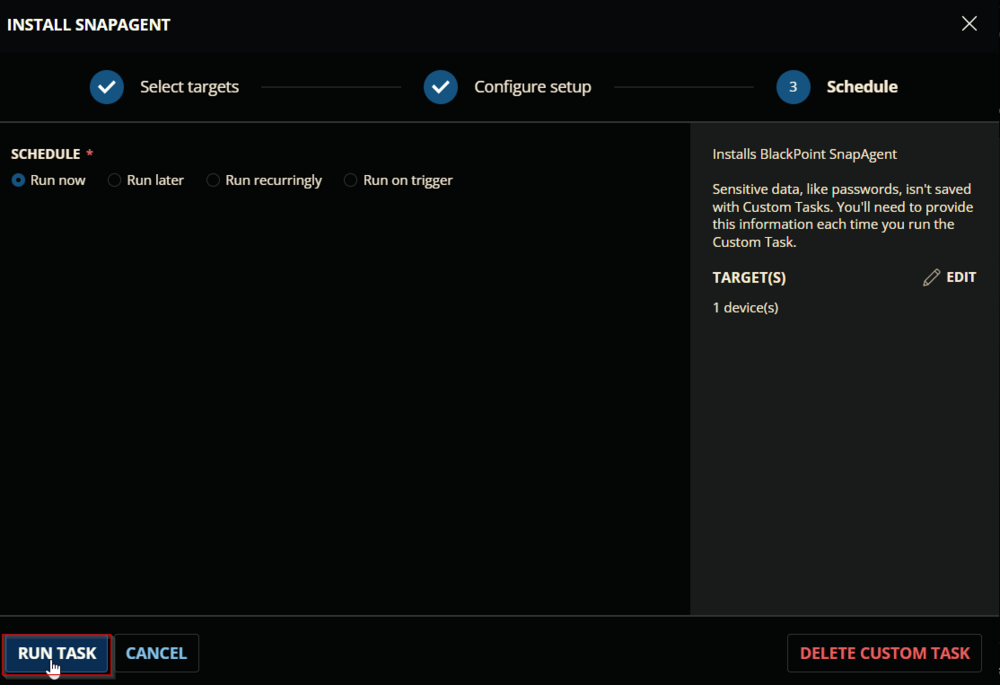 INSTALL SNAPAGENT
Select targets
Configure setup
3
Schedule
SCHEDULE *
Run now
Run later
Run recurringly
Run on trigger
Installs BlackPoint SnapAgent
Sensitive data, like passwords, isn't saved
with Custom Tasks. You'll need to provide
this information each time you run the
Custom Task.
TARGET(S)
EDIT
1 device(s)
RUN TASK
CANCEL
DELETE CUSTOM TASK